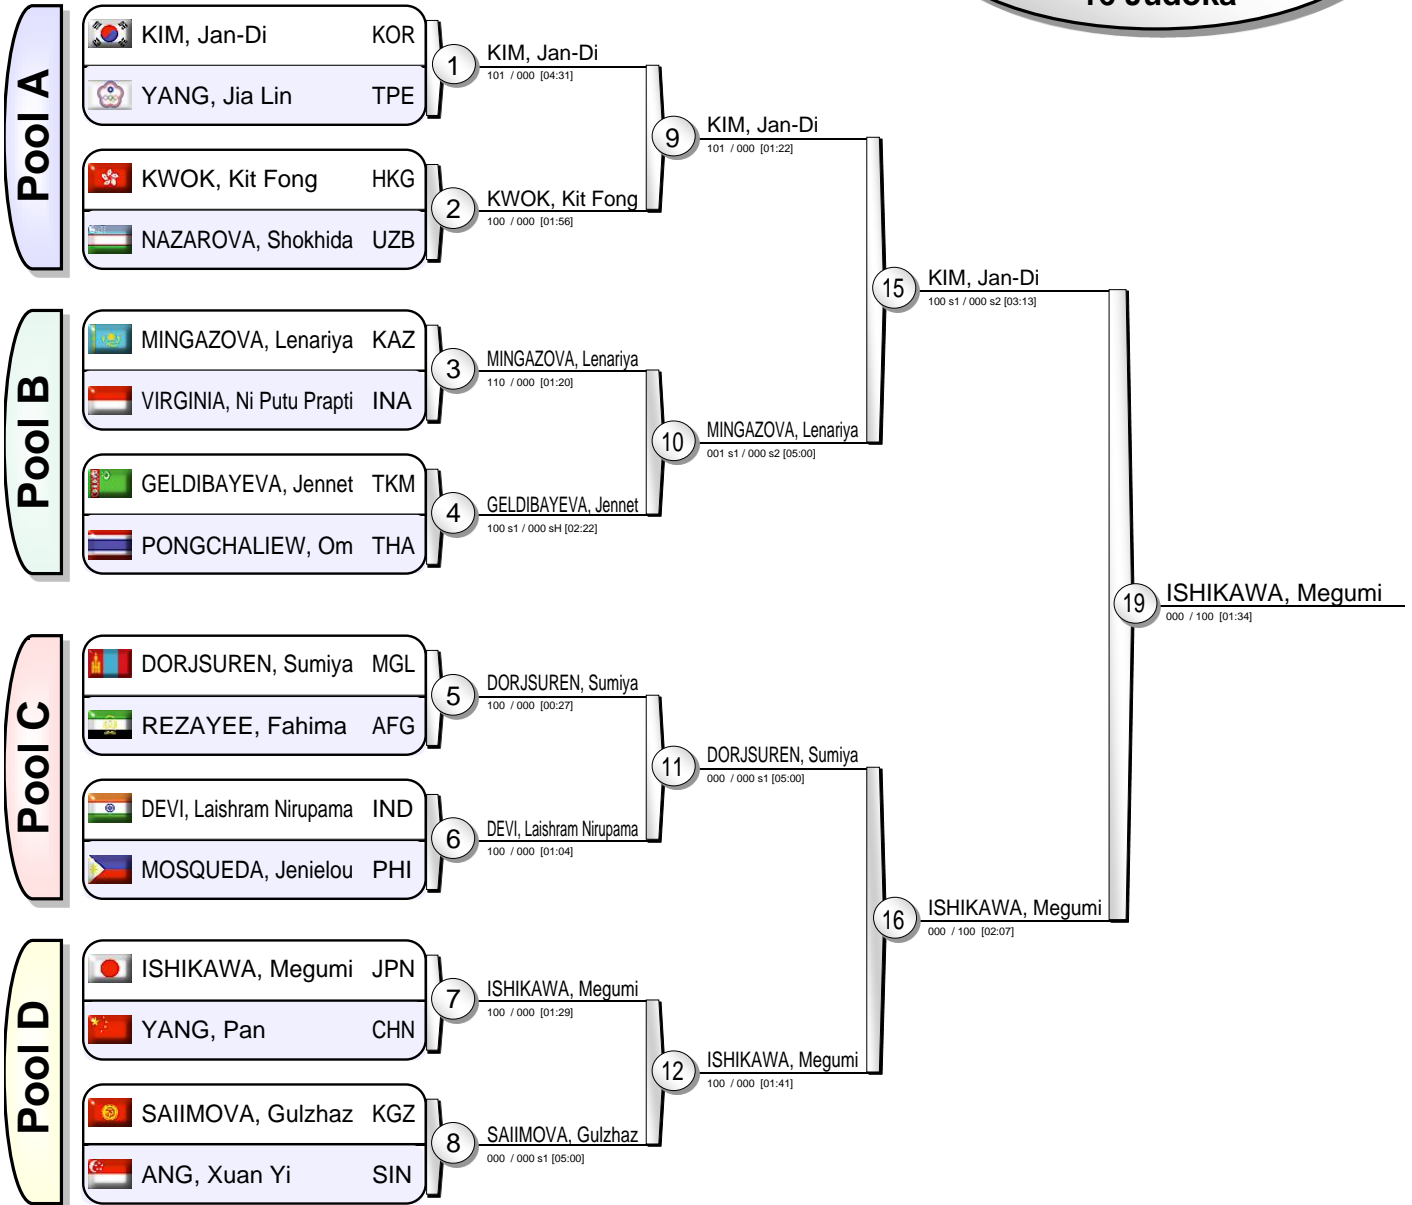 16 Judoka
Pool A
KIM, Jan-Di KOR
YANG, Jia Lin TPE
1
KIM, Jan-Di
101 / 000 [04:31]
KWOK, Kit Fong HKG
NAZAROVA, Shokhida UZB
2
KWOK, Kit Fong
100 / 000 [01:56]
9
KIM, Jan-Di
101 / 000 [01:22]
Pool B
MINGAZOVA, Lenariya KAZ
VIRGINIA, Ni Putu Prapti INA
3
MINGAZOVA, Lenariya
110 / 000 [01:20]
GELDIBAYEVA, Jennet TKM
PONGCHALIEW, Om THA
4
GELDIBAYEVA, Jennet
100 s1 / 000 sH [02:22]
10
MINGAZOVA, Lenariya
001 s1 / 000 s2 [05:00]
15
KIM, Jan-Di
100 s1 / 000 s2 [03:13]
Pool C
DORJSUREN, Sumiya MGL
REZAYEE, Fahima AFG
5
DORJSUREN, Sumiya
100 / 000 [00:27]
DEVI, Laishram Nirupama IND
MOSQUEDA, Jenielou PHI
6
DEVI, Laishram Nirupama
100 / 000 [01:04]
11
DORJSUREN, Sumiya
000 / 000 s1 [05:00]
Pool D
ISHIKAWA, Megumi JPN
YANG, Pan CHN
7
ISHIKAWA, Megumi
100 / 000 [01:29]
SAIIMOVA, Gulzhaz KGZ
ANG, Xuan Yi SIN
8
SAIIMOVA, Gulzhaz
000 / 000 s1 [05:00]
12
ISHIKAWA, Megumi
100 / 000 [01:41]
16
ISHIKAWA, Megumi
000 / 100 [02:07]
19
ISHIKAWA, Megumi
000 / 100 [01:34]